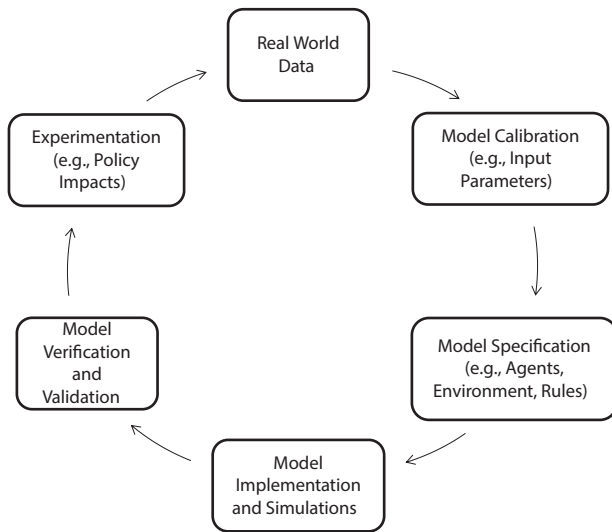 Real World
Data
Model Calibration
(e.g., Input
Parameters)
Model Specification
(e.g., Agents,
Environment, Rules)
Model
Implementation
and Simulations
Model
Verification
and
Validation
Experimentation
(e.g., Policy
Impacts)